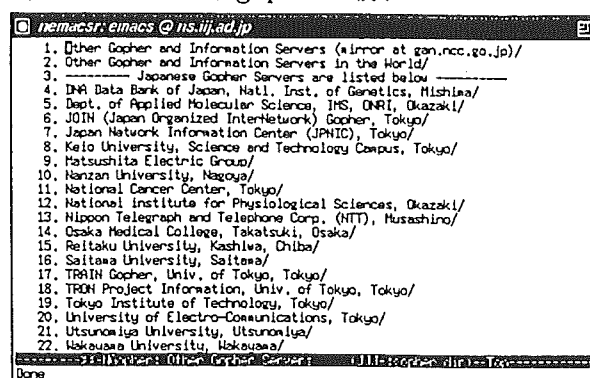 nemacsr: emacs @ ns.iij.ad.jp
1. Other Gopher and Information Servers (mirror at gan.ncc.go.jp)/
2. Other Gopher and Information Servers in the World/
3. --------- Japanese Gopher Servers are listed below ---------
4. DNA Data Bank of Japan, Natl. Inst. of Genetics, Mishima/
5. Dept. of Applied Molecular Science, IMS, ONRI, Okazaki/
6. JOIN (Japan Organized InterNetwork) Gopher, Tokyo/
7. Japan Network Information Center (JPNIC), Tokyo/
8. Keio University, Science and Technology Campus, Tokyo/
9. Matsushita Electric Group/
10. Nanzan University, Nagoya/
11. National Cancer Center, Tokyo/
12. National Institute for Physiological Sciences, Okazaki/
13. Nippon Telegraph and Telephone Corp. (NTT), Musashino/
14. Osaka Medical College, Takatsuki, Osaka/
15. Reitaku University, Kashiwa, Chiba/
16. Saitama University, Saitama/
17. TRAIN Gopher, Univ. of Tokyo, Tokyo/
18. TRON Project Information, Univ. of Tokyo, Tokyo/
19. Tokyo Institute of Technology, Tokyo/
20. University of Electro-Communications, Tokyo/
21. Utsunomiya University, Utsunomiya/
22. Wakayama University, Wakayama/
Other Gopher Servers
Done